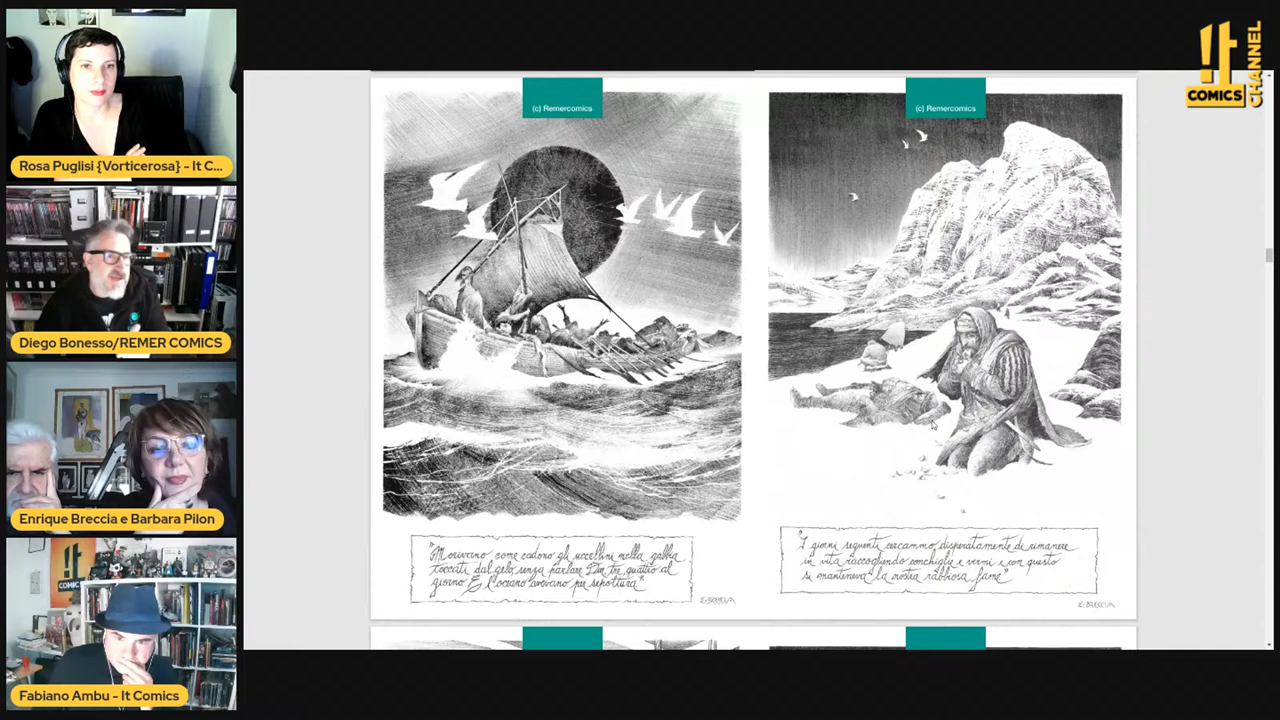 Rosa Puglisi {Vorticerosa} - It C...
Diego Bonesso/REMER COMICS
Enrique Breccia e Barbara Pilon
Fabiano Ambu - It Comics
(c) Remercomics
"Morivano come cadono gli uccellini nella gabbia
toccati dal gelo senza parlare Din tre quattro al
giorno E l'oceano avevano per sepoltura"
E·BRECCIA
(c) Remercomics
"I giorni seguenti cercammo disperatamente di rimanere
in vita raccogliendo conchiglie e vermi e con questo
si manteneva la nostra rabbiosa fame"
E·BRECCIA
!t
COMICS
CHANNEL